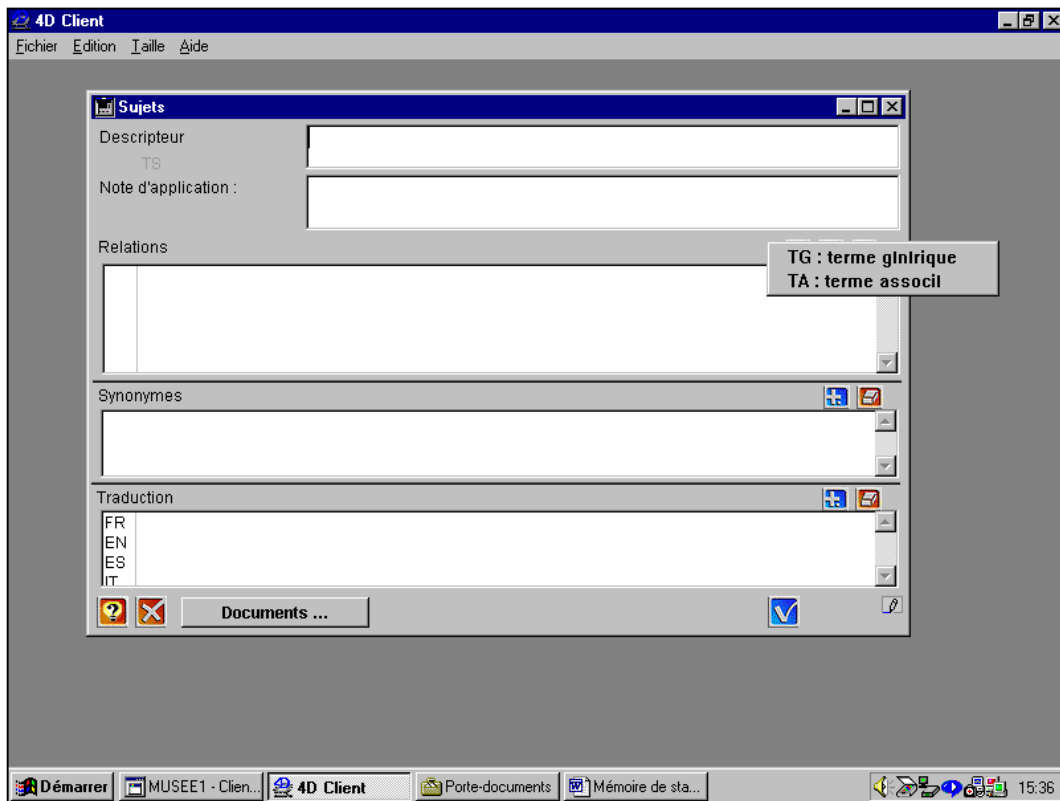 4D Client
Fichier Edition Taille Aide
Sujets
Descripteur
TS
Note d'application :
Relations
TG : terme glnlrique
TA : terme associl
Synonymes
Traduction
FR
EN
ES
IT
Documents ...
Démarrer MUSEE1 - Clien... 4D Client Porte-documents Mémoire de sta... 15:36